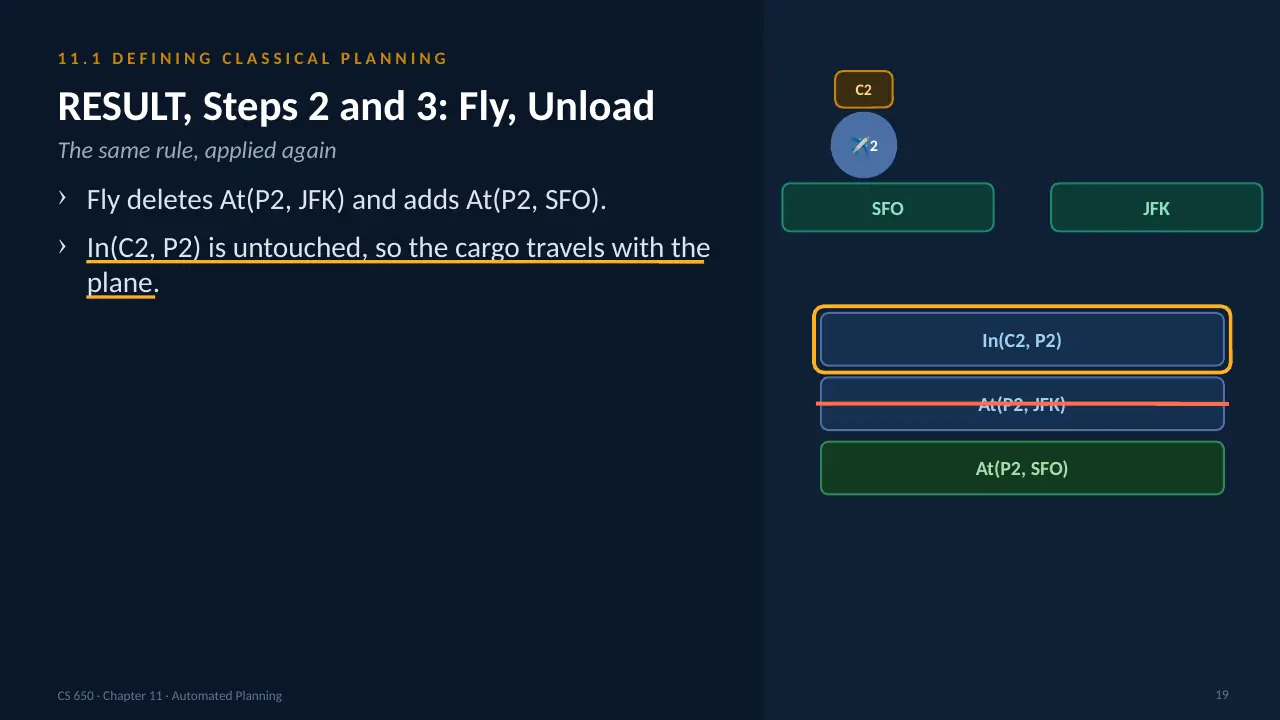 11.1 DEFINING CLASSICAL PLANNING
RESULT, Steps 2 and 3: Fly, Unload
The same rule, applied again
› Fly deletes At(P2, JFK) and adds At(P2, SFO).
› In(C2, P2) is untouched, so the cargo travels with the
plane.
C2
✈️2
SFO
JFK
In(C2, P2)
At(P2, JFK)
At(P2, SFO)
CS 650 · Chapter 11 · Automated Planning
19